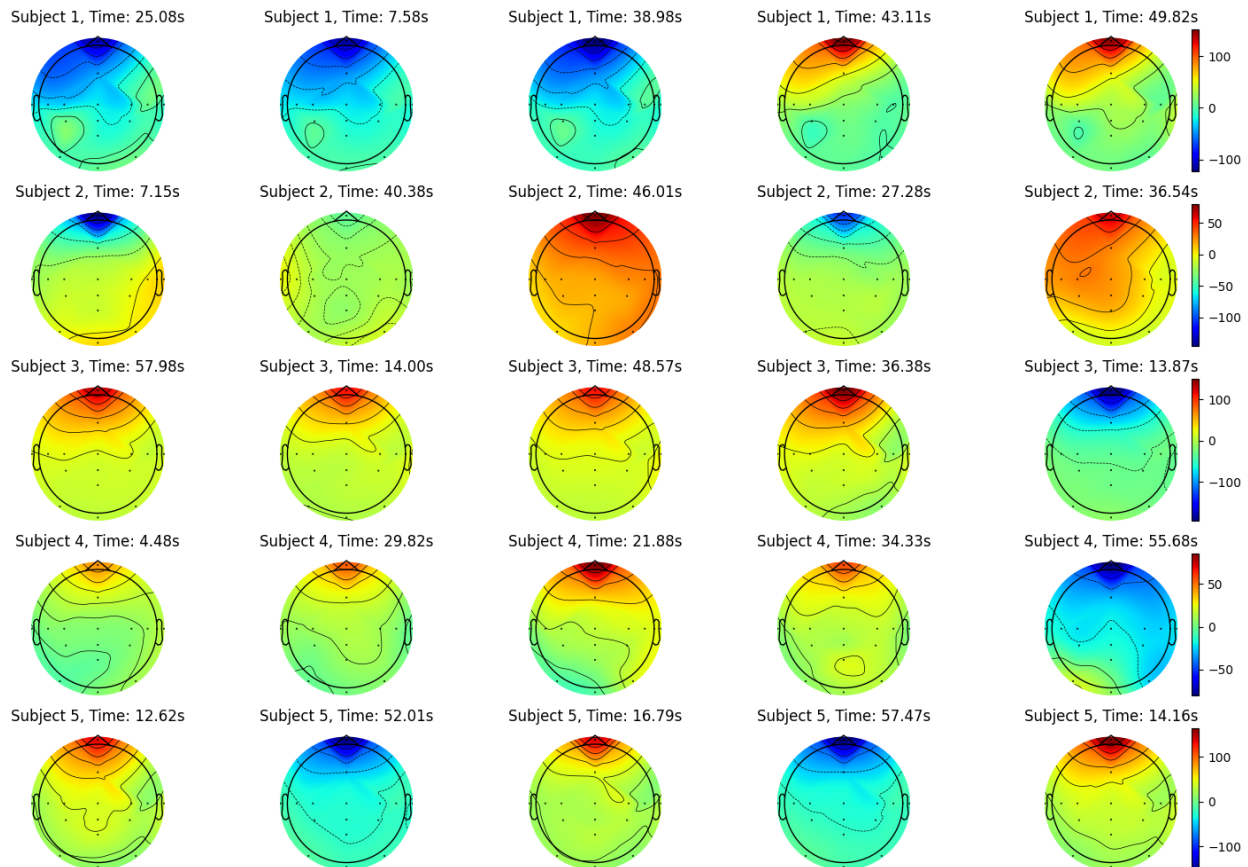 Subject 1, Time: 25.08s
Subject 1, Time: 7.58s
Subject 1, Time: 38.98s
Subject 1, Time: 43.11s
Subject 1, Time: 49.82s
100
0
−100
Subject 2, Time: 7.15s
Subject 2, Time: 40.38s
Subject 2, Time: 46.01s
Subject 2, Time: 27.28s
Subject 2, Time: 36.54s
50
0
−50
−100
Subject 3, Time: 57.98s
Subject 3, Time: 14.00s
Subject 3, Time: 48.57s
Subject 3, Time: 36.38s
Subject 3, Time: 13.87s
100
0
−100
Subject 4, Time: 4.48s
Subject 4, Time: 29.82s
Subject 4, Time: 21.88s
Subject 4, Time: 34.33s
Subject 4, Time: 55.68s
50
0
−50
Subject 5, Time: 12.62s
Subject 5, Time: 52.01s
Subject 5, Time: 16.79s
Subject 5, Time: 57.47s
Subject 5, Time: 14.16s
100
0
−100